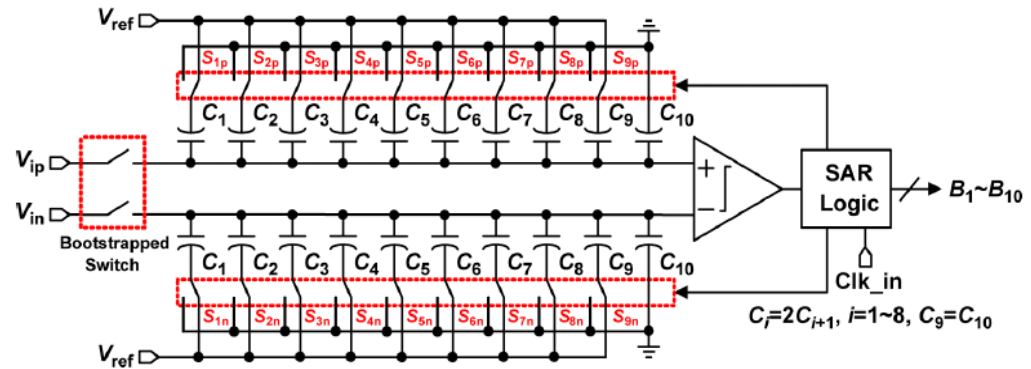 Vref
S1p S2p S3p S4p S5p S6p S7p S8p S9p
C1 C2 C3 C4 C5 C6 C7 C8 C9 C10
Vip
Vin
Bootstrapped
Switch
+
−
SAR
Logic
B1~B10
Clk_in
C1 C2 C3 C4 C5 C6 C7 C8 C9 C10
S1n S2n S3n S4n S5n S6n S7n S8n S9n
Vref
Ci=2Ci+1, i=1~8, C9=C10